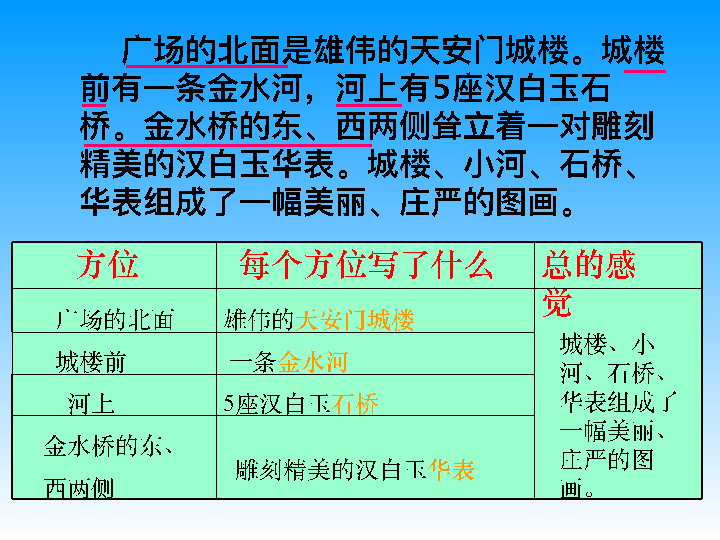 广场的北面是雄伟的天安门城楼。城楼
前有一条金水河，河上有5座汉白玉石
桥。金水桥的东、西两侧耸立着一对雕刻
精美的汉白玉华表。城楼、小河、石桥、
华表组成了一幅美丽、庄严的图画。
方位
每个方位写了什么
总的感
觉
广场的北面
雄伟的天安门城楼
城楼前
一条金水河
河上
5座汉白玉石桥
金水桥的东、
西两侧
雕刻精美的汉白玉华表
城楼、小
河、石桥、
华表组成了
一幅美丽、
庄严的图
画。